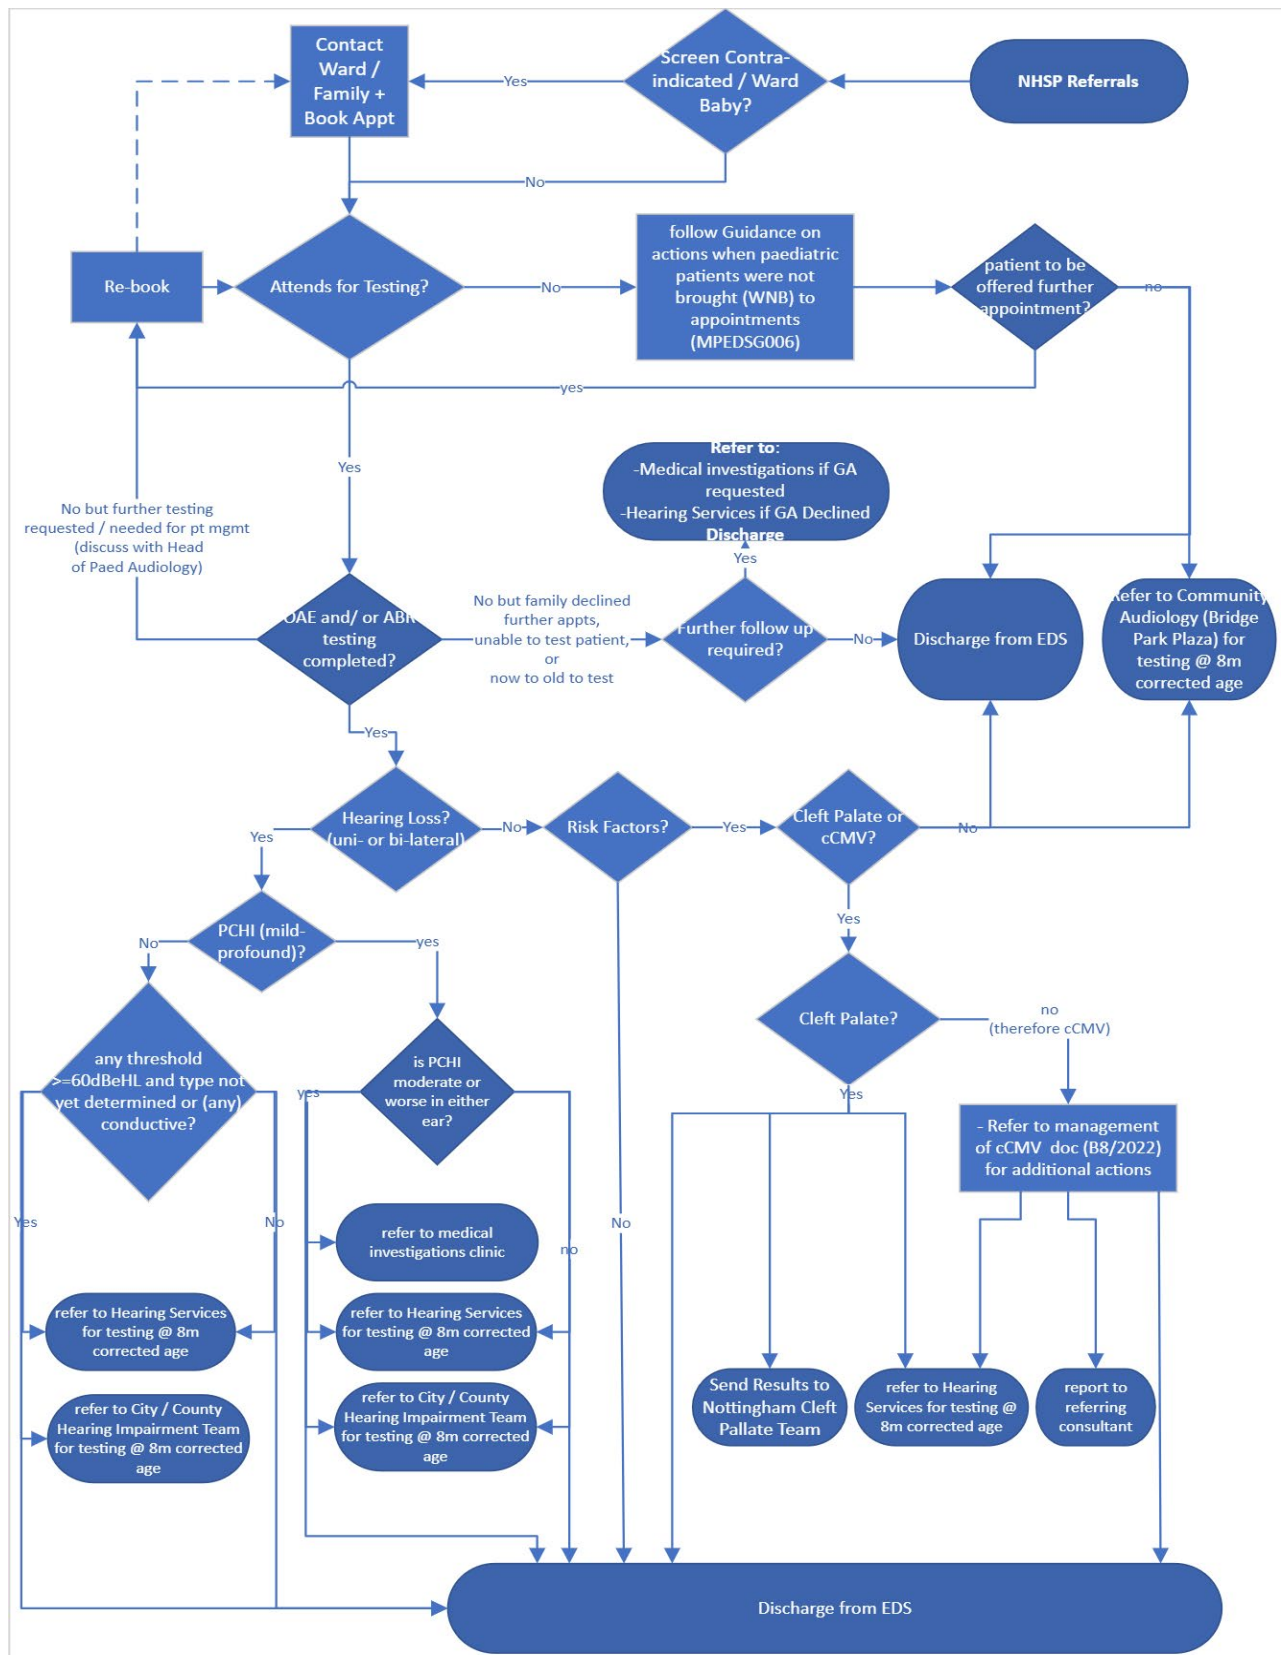 Contact
Ward /
Family +
Book Appt
Yes
Screen Contra-
indicated / Ward
Baby?
NHSP Referrals
No
Re-book
Attends for Testing?
No
follow Guidance on
actions when paediatric
patients were not
brought (WNB) to
appointments
(MPEDSG006)
patient to be
offered further
appointment?
no
yes
Yes
No but further testing
requested / needed for pt mgmt
(discuss with Head
of Paed Audiology)
Refer to:
-Medical investigations if GA
requested
-Hearing Services if GA Declined
Discharge
Yes
OAE and/ or ABR
testing
completed?
No but family declined
further appts,
unable to test patient,
or
now to old to test
Further follow up
required?
No
Discharge from EDS
Refer to Community
Audiology (Bridge
Park Plaza) for
testing @ 8m
corrected age
Yes
Yes
Hearing Loss?
(uni- or bi-lateral)
No
Risk Factors?
Yes
Cleft Palate or
cCMV?
No
Yes
No
PCHI (mild-
profound)?
yes
Cleft Palate?
no
(therefore cCMV)
any threshold
>=60dBeHL and type not
yet determined or (any)
conductive?
yes
is PCHI
moderate or
worse in either
ear?
Yes
- Refer to management
of cCMV doc (B8/2022)
for additional actions
Yes
No
refer to medical
investigations clinic
no
No
refer to Hearing Services
for testing @ 8m
corrected age
refer to Hearing Services
for testing @ 8m corrected
age
refer to City / County
Hearing Impairment Team
for testing @ 8m corrected
age
refer to City / County
Hearing Impairment Team
for testing @ 8m corrected
age
Send Results to
Nottingham Cleft
Pallate Team
refer to Hearing
Services for testing @
8m corrected age
report to
referring
consultant
Discharge from EDS